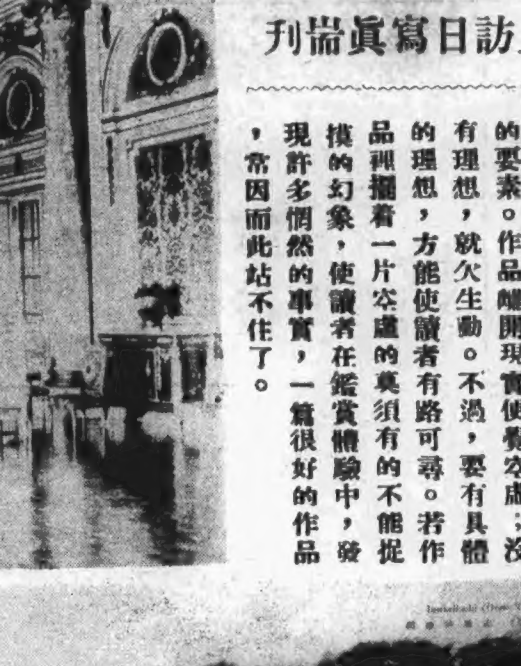 訪日寫眞耑刊
的要素。作品離開現實便覺空虛；沒
有理想，就欠生動。不過，要有具體
的理想，方能使讀者有路可尋。若作
品裡擺着一片空虛的莫須有的不能捉
摸的幻象，使讀者在鑑賞體驗中，發
現許多惘然的事實，一篇很好的作品
，常因而此站不住了。